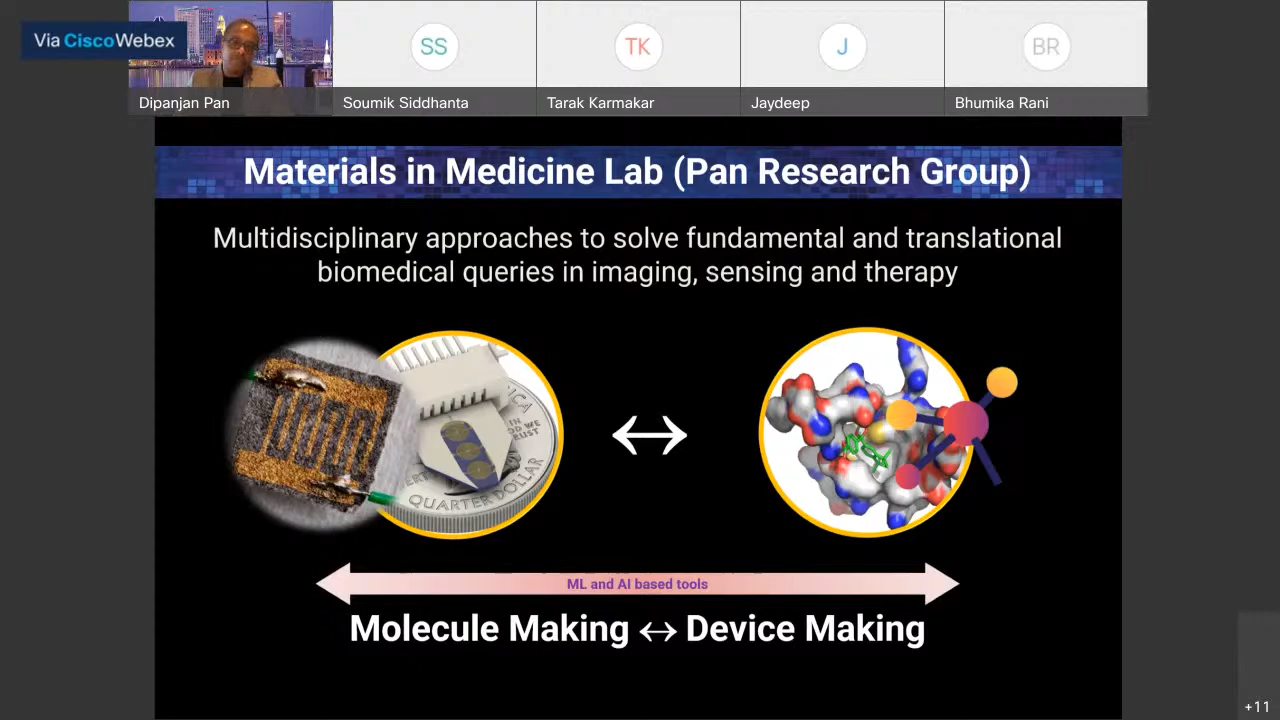 Via CiscoWebex
SS
TK
J
BR
Dipanjan Pan
Soumik Siddhanta
Tarak Karmakar
Jaydeep
Bhumika Rani
Materials in Medicine Lab (Pan Research Group)
Multidisciplinary approaches to solve fundamental and translational
biomedical queries in imaging, sensing and therapy
QUARTER DOLLAR
ML and AI based tools
Molecule Making ↔ Device Making
+11